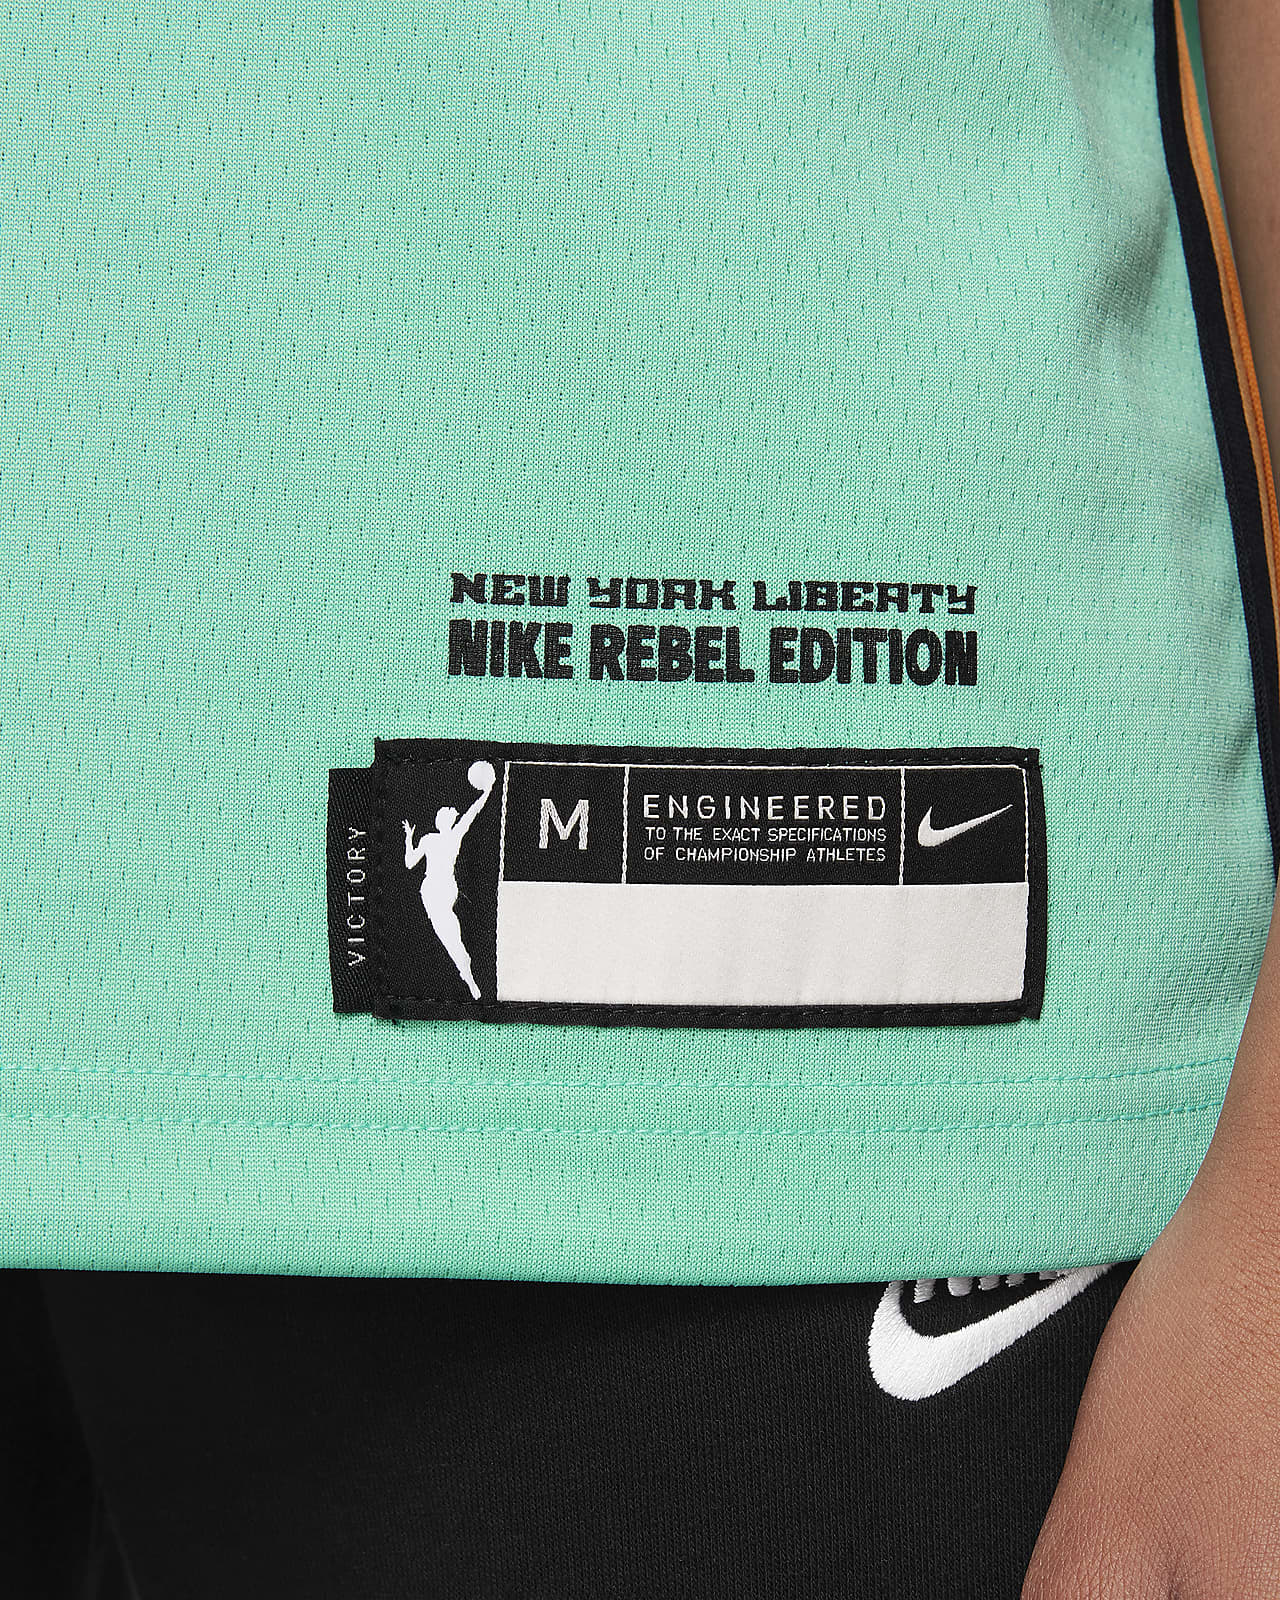 NEW YORK LIBERTY
NIKE REBEL EDITION
VICTORY
M
ENGINEERED
TO THE EXACT SPECIFICATIONS
OF CHAMPIONSHIP ATHLETES